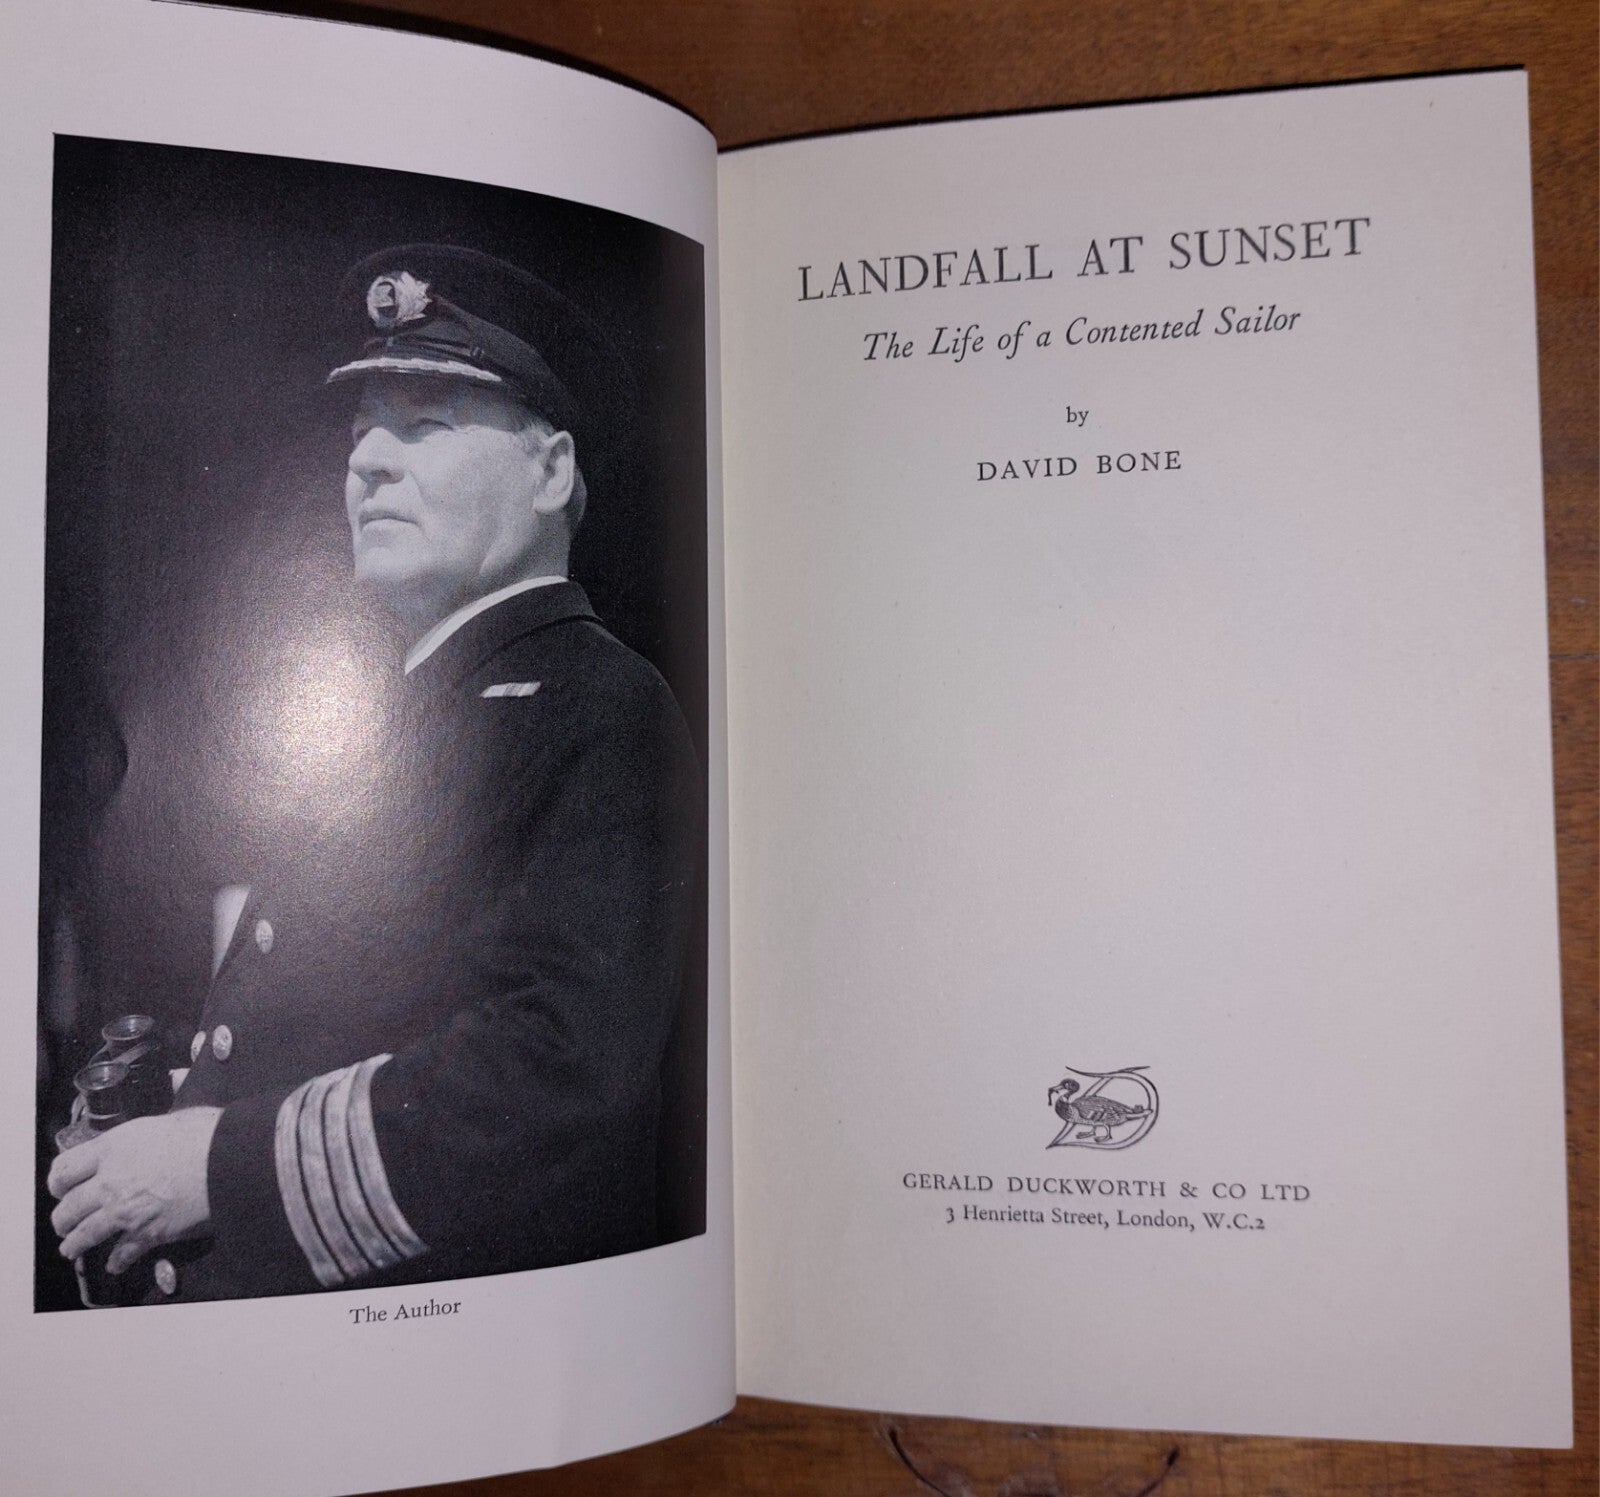 The Author
LANDFALL AT SUNSET
The Life of a Contented Sailor
by
DAVID BONE
GERALD DUCKWORTH & CO LTD
3 Henrietta Street, London, W.C.2